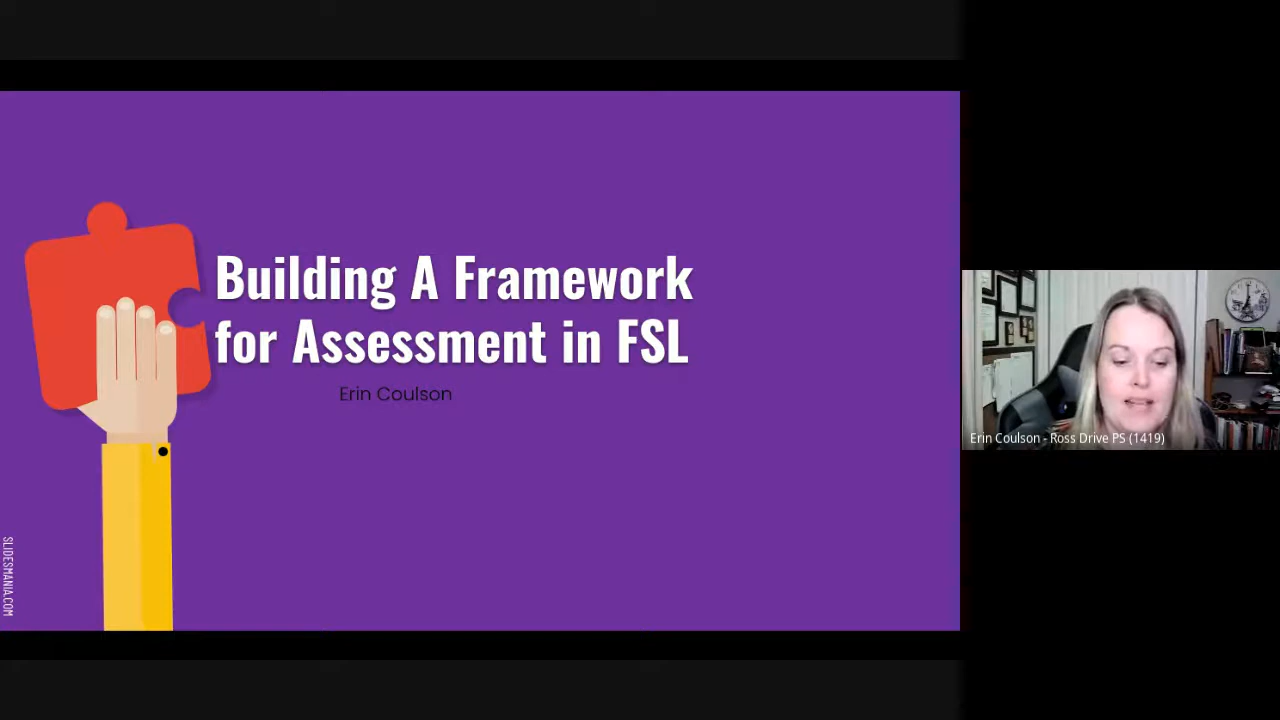 Building A Framework
for Assessment in FSL
Erin Coulson
SLIDESMANIA.COM
Erin Coulson - Ross Drive PS (1419)